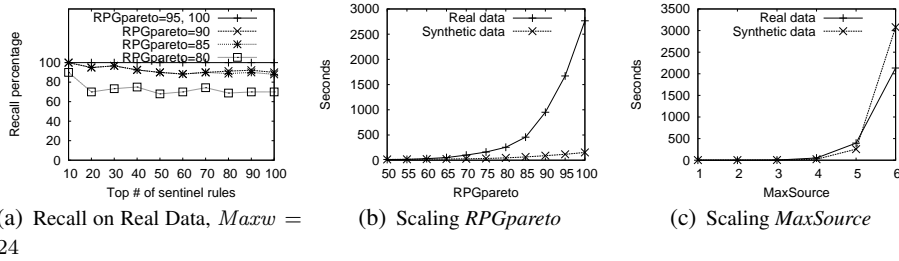 RPGpareto=95, 100
RPGpareto=90
RPGpareto=85
RPGpareto=80
100
80
60
40
20
0
Recall percentage
10 20 30 40 50 60 70 80 90 100
Top # of sentinel rules
(a) Recall on Real Data, Maxw =
24
Real data
Synthetic data
3000
2500
2000
1500
1000
500
0
Seconds
50 55 60 65 70 75 80 85 90 95 100
RPGpareto
(b) Scaling RPGpareto
Real data
Synthetic data
3500
3000
2500
2000
1500
1000
500
0
Seconds
1 2 3 4 5 6
MaxSource
(c) Scaling MaxSource